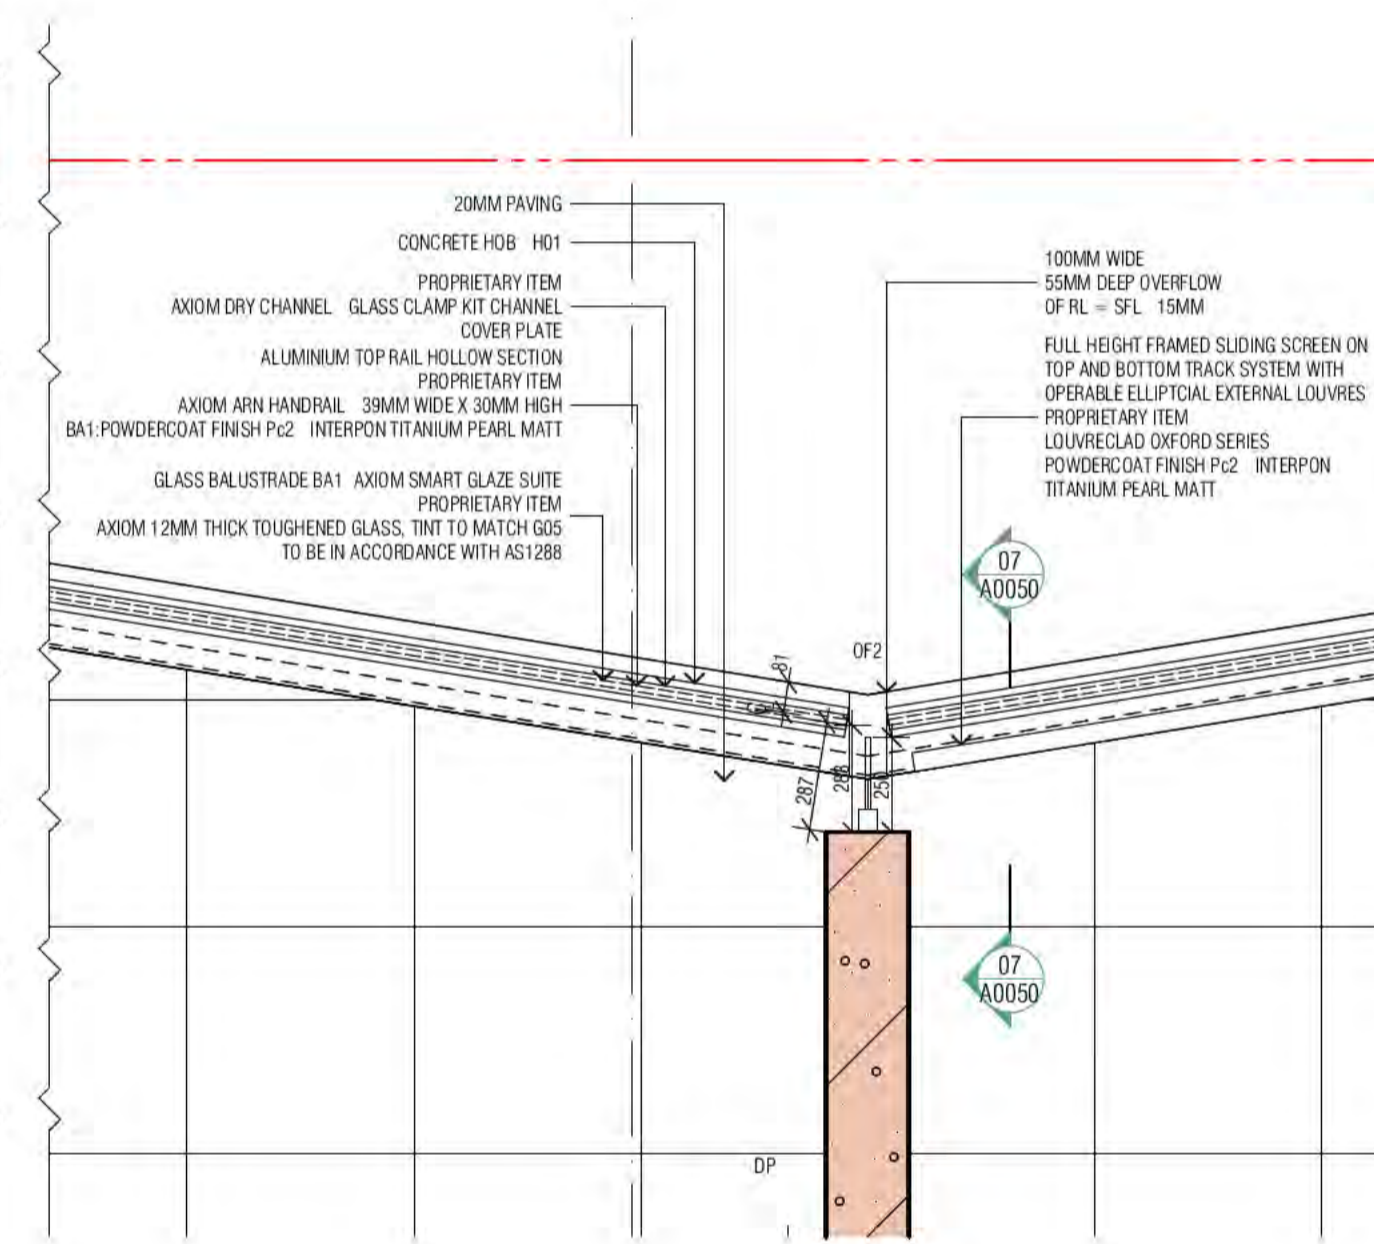 20MM PAVING
CONCRETE HOB H01
PROPRIETARY ITEM
AXIOM DRY CHANNEL GLASS CLAMP KIT CHANNEL
COVER PLATE
ALUMINIUM TOP RAIL HOLLOW SECTION
PROPRIETARY ITEM
AXIOM ARN HANDRAIL 39MM WIDE X 30MM HIGH
BA1:POWDERCOAT FINISH Pc2 INTERPON TITANIUM PEARL MATT
GLASS BALUSTRADE BA1 AXIOM SMART GLAZE SUITE
PROPRIETARY ITEM
AXIOM 12MM THICK TOUGHENED GLASS, TINT TO MATCH G05
TO BE IN ACCORDANCE WITH AS1288
100MM WIDE
55MM DEEP OVERFLOW
OF RL = SFL 15MM
FULL HEIGHT FRAMED SLIDING SCREEN ON
TOP AND BOTTOM TRACK SYSTEM WITH
OPERABLE ELLIPTCIAL EXTERNAL LOUVRES
PROPRIETARY ITEM
LOUVRECLAD OXFORD SERIES
POWDERCOAT FINISH Pc2 INTERPON
TITANIUM PEARL MATT
07
A0050
OF2
81
287
07
A0050
DP